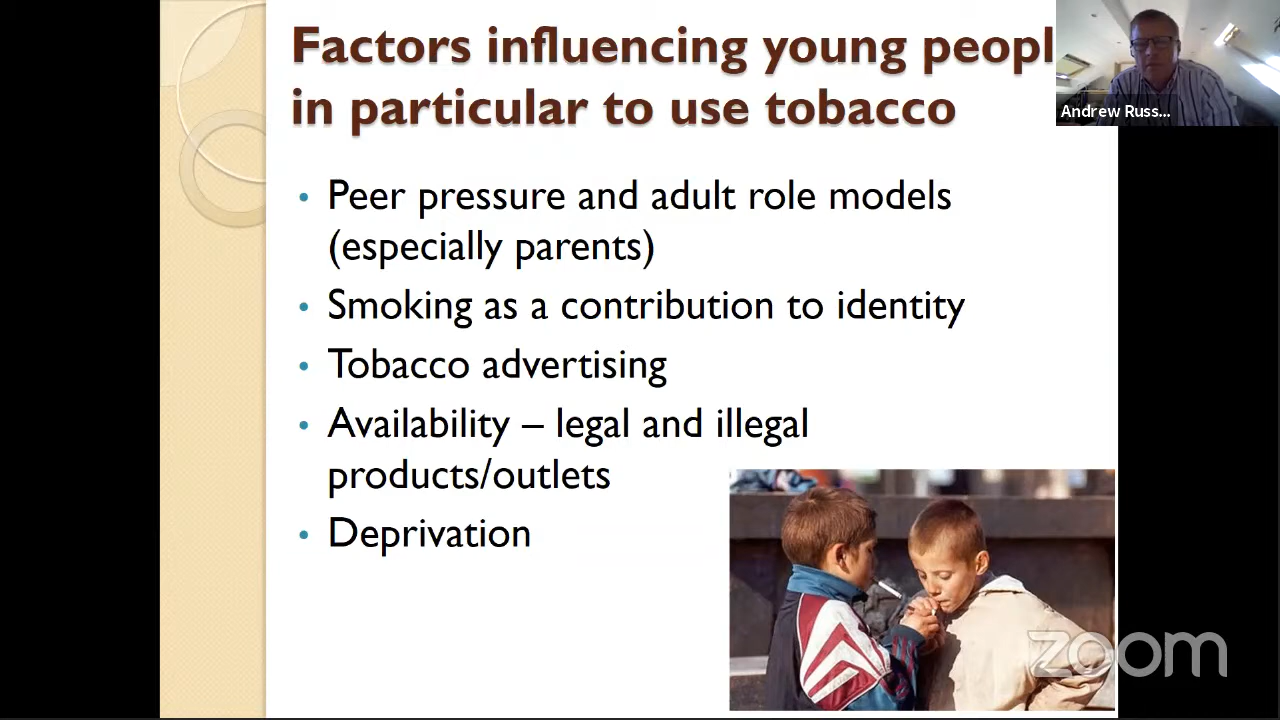 Factors influencing young peopl
in particular to use tobacco
Andrew Russ...
• Peer pressure and adult role models
(especially parents)
• Smoking as a contribution to identity
• Tobacco advertising
• Availability – legal and illegal
products/outlets
• Deprivation
zoom